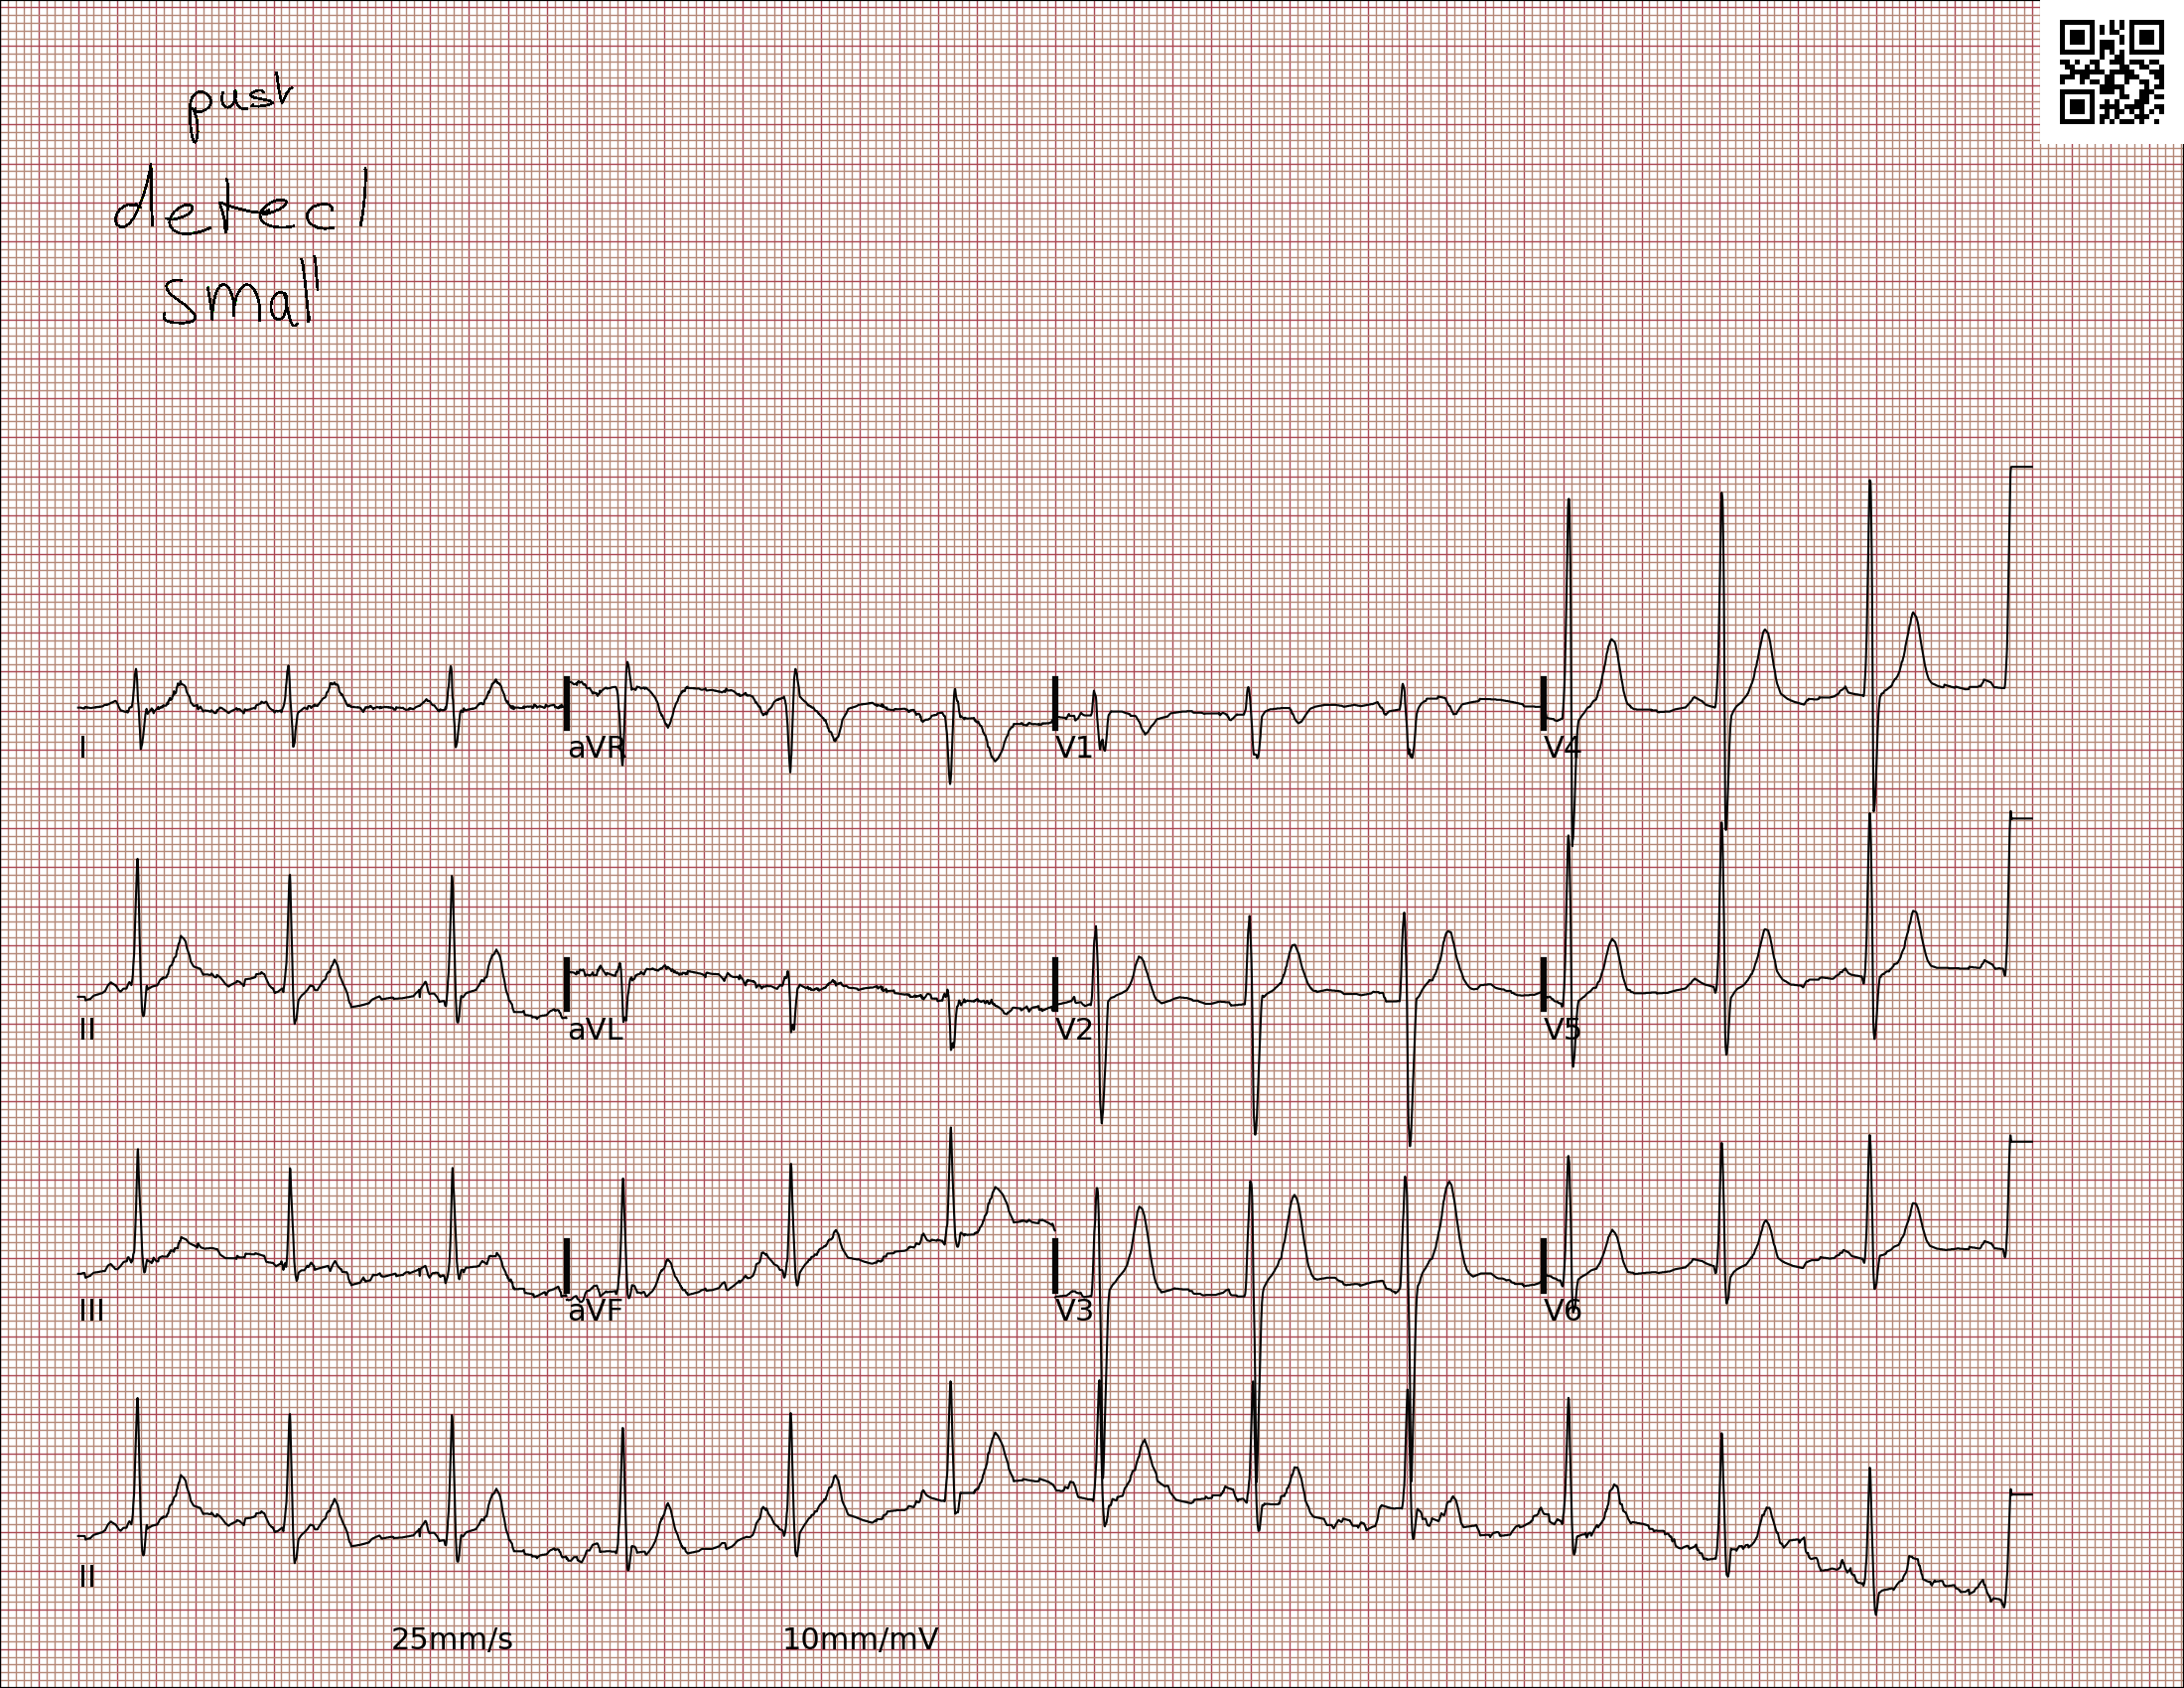 push
detect
small
I aVR V1 V4
II aVL V2 V5
III aVF V3 V6
II
25mm/s 10mm/mV